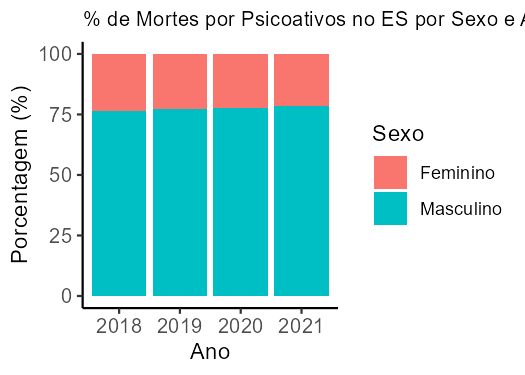 % de Mortes por Psicoativos no ES por Sexo e
100
75
50
25
0
Porcentagem (%)
2018 2019 2020 2021
Ano
Sexo
Feminino
Masculino